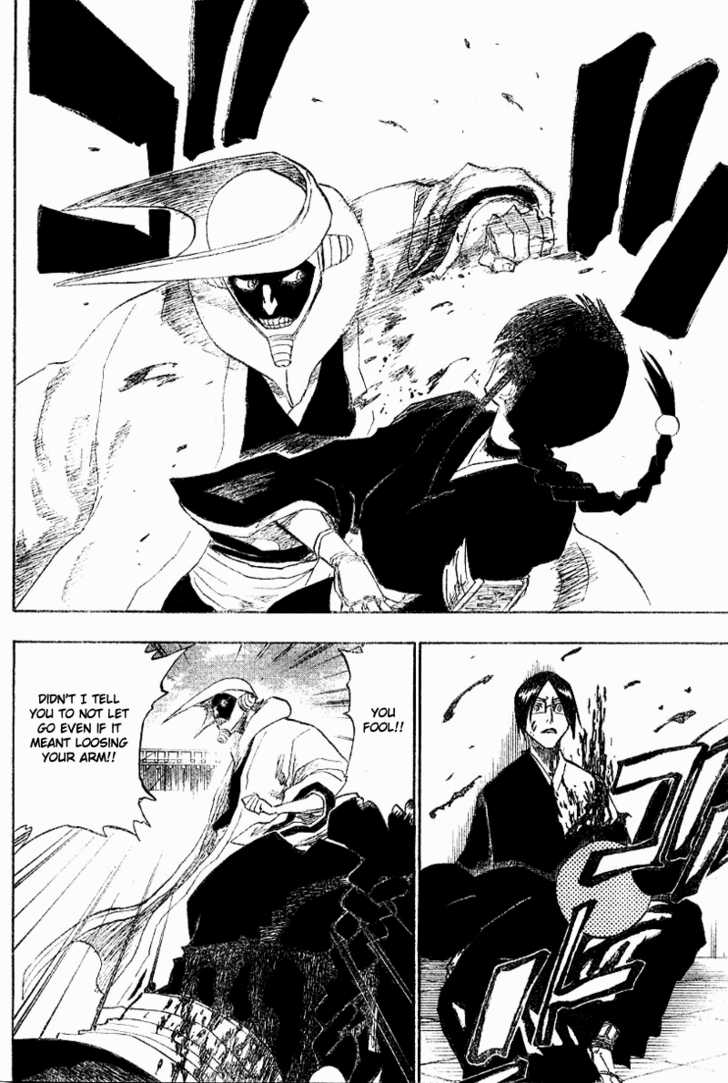 YOU
FOOL!!
DIDN'T I TELL
YOU TO NOT LET
GO EVEN IF IT
MEANT LOOSING
YOUR ARM!!